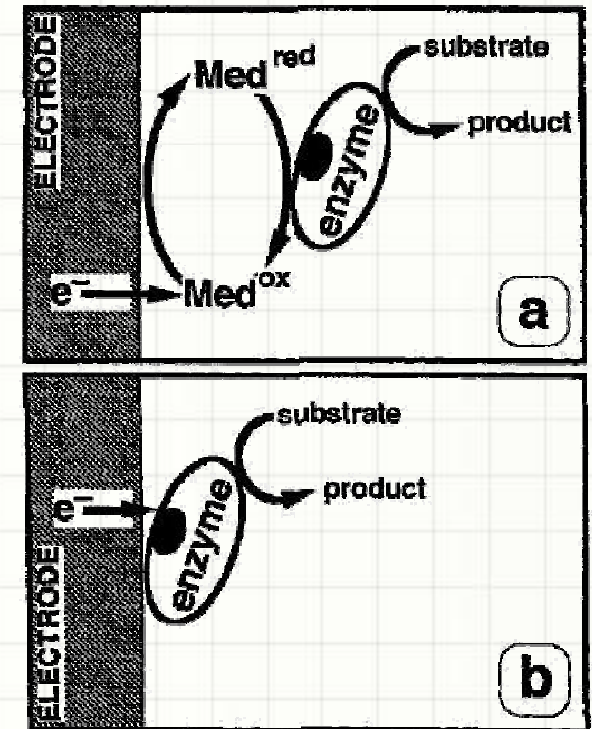 ELECTRODE
Med red
substrate
enzyme
product
e⁻
Med ox
a
substrate
e⁻
enzyme
product
ELECTRODE
b